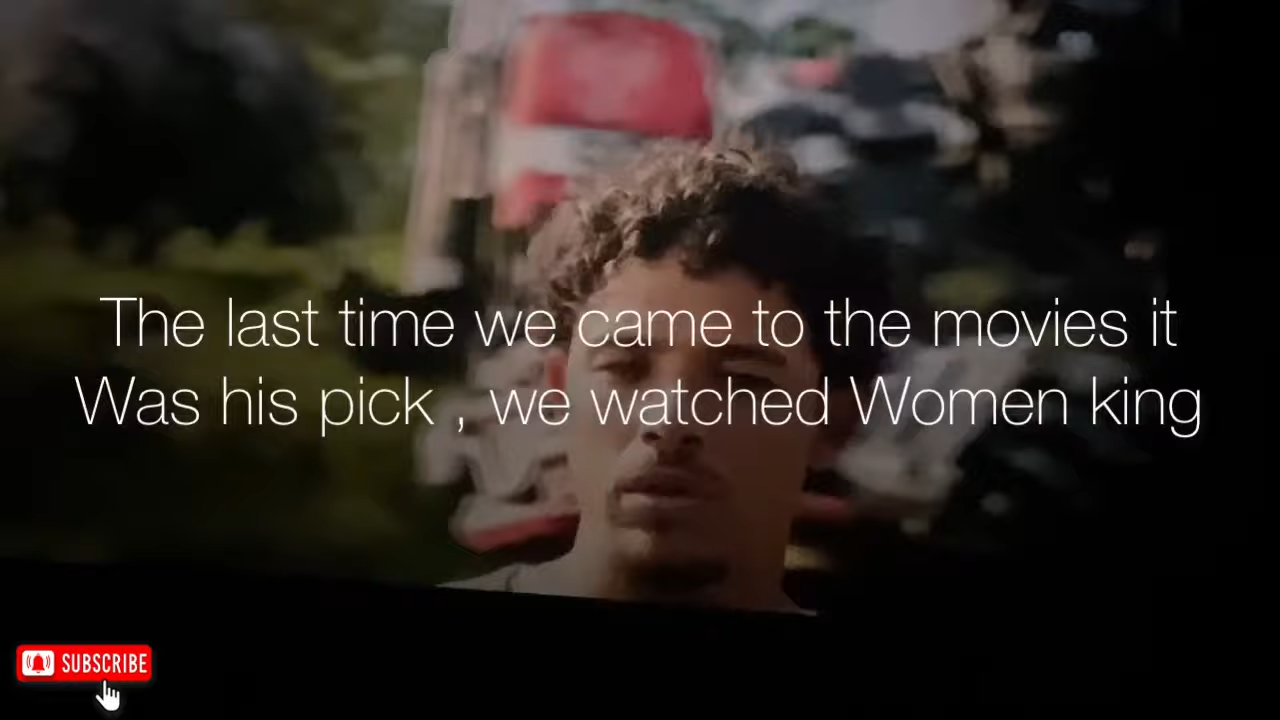 The last time we came to the movies it
Was his pick , we watched Women king
SUBSCRIBE